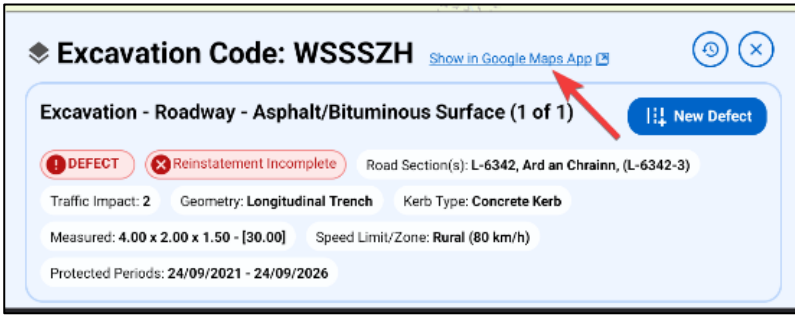 Excavation Code: WSSSZH Show in Google Maps App
Excavation - Roadway - Asphalt/Bituminous Surface (1 of 1) New Defect
DEFECT Reinstatement Incomplete Road Section(s): L-6342, Ard an Chrainn, (L-6342-3)
Traffic Impact: 2 Geometry: Longitudinal Trench Kerb Type: Concrete Kerb
Measured: 4.00 x 2.00 x 1.50 - [30.00] Speed Limit/Zone: Rural (80 km/h)
Protected Periods: 24/09/2021 - 24/09/2026